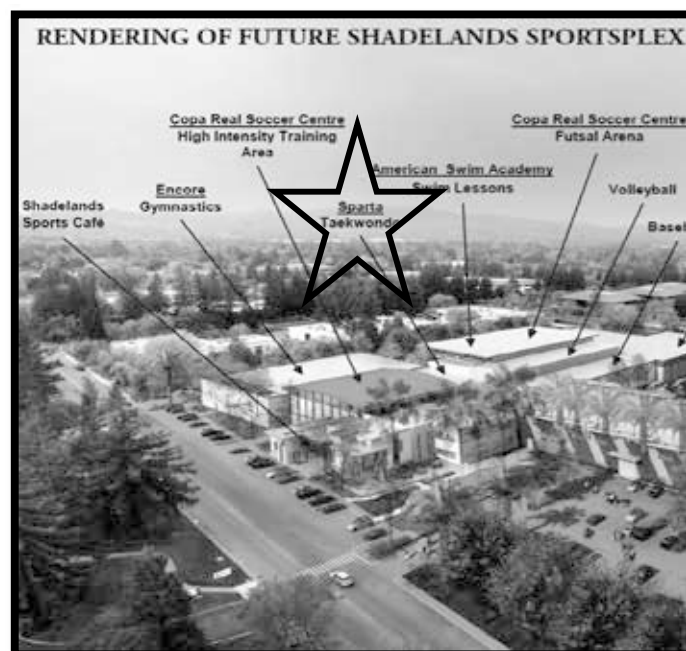 RENDERING OF FUTURE SHADELANDS SPORTSPLEX
Copa Real Soccer Centre
High Intensity Training
Area
Copa Real Soccer Centre
Futsal Arena
American Swim Academy
Swim Lessons
Encore
Gymnastics
Volleyball
Shadelands
Sports Café
Sparta
Taekwondo